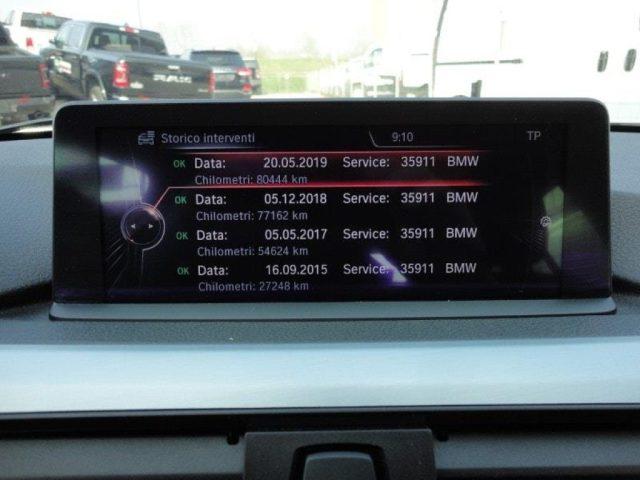 RAM
Storico interventi 9:10 TP
OK Data: 20.05.2019 Service: 35911 BMW
Chilometri: 80444 km
OK Data: 05.12.2018 Service: 35911 BMW
Chilometri: 77162 km
OK Data: 05.05.2017 Service: 35911 BMW
Chilometri: 54624 km
OK Data: 16.09.2015 Service: 35911 BMW
Chilometri: 27248 km